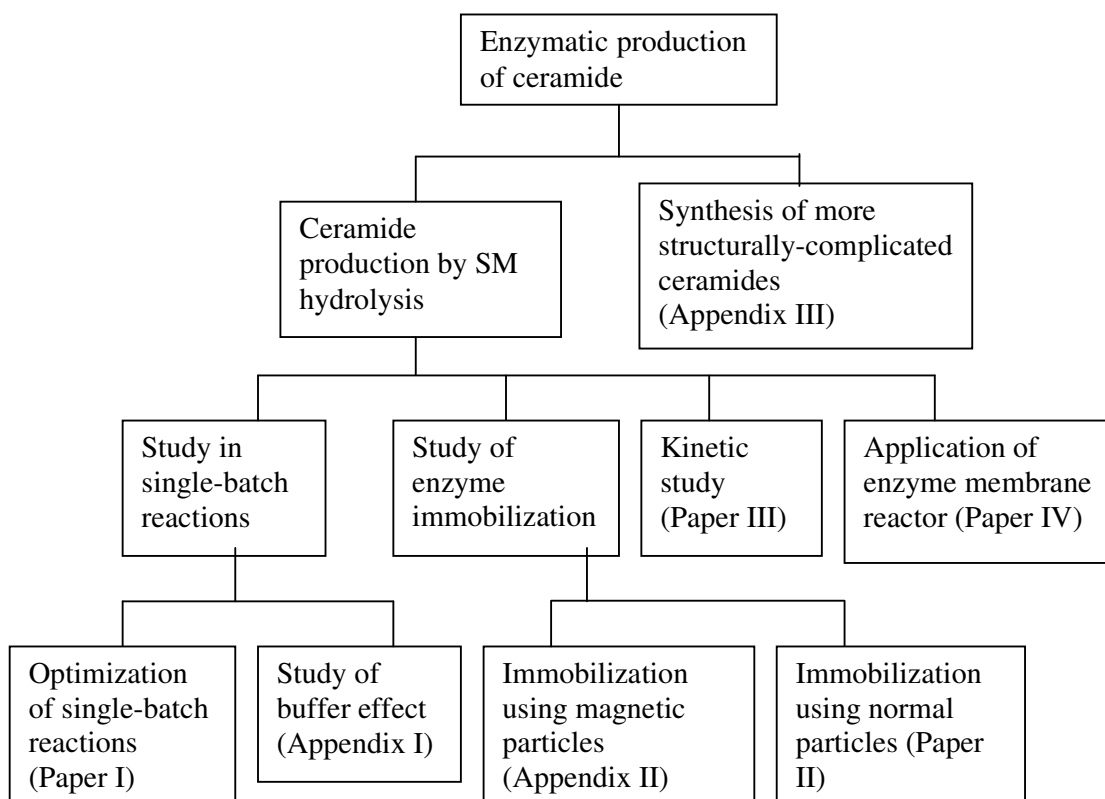 Enzymatic production
of ceramide
Ceramide
production by SM
hydrolysis
Synthesis of more
structurally-complicated
ceramides
(Appendix III)
Study in
single-batch
reactions
Study of
enzyme
immobilization
Kinetic
study
(Paper III)
Application of
enzyme membrane
reactor (Paper IV)
Optimization
of single-batch
reactions
(Paper I)
Study of
buffer effect
(Appendix I)
Immobilization
using magnetic
particles
(Appendix II)
Immobilization
using normal
particles (Paper
II)